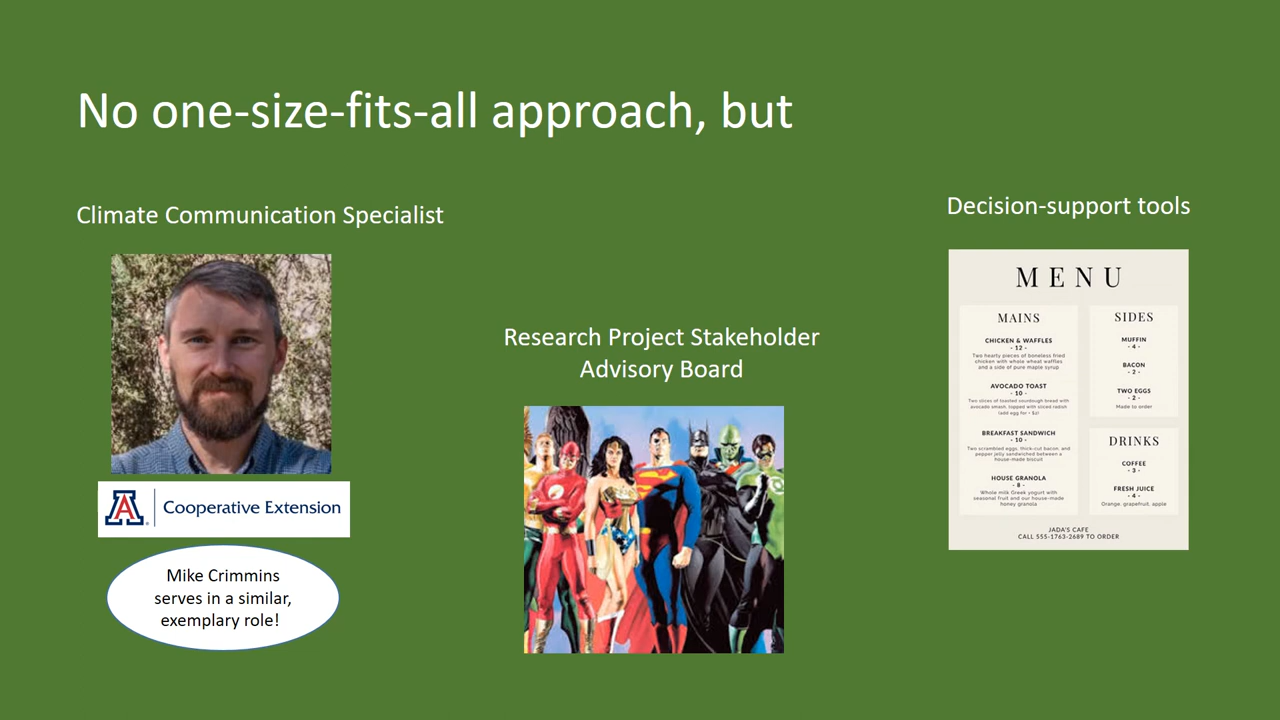 No one-size-fits-all approach, but
Climate Communication Specialist
A
Cooperative Extension
Mike Crimmins
serves in a similar,
exemplary role!
Research Project Stakeholder
Advisory Board
Decision-support tools
MENU
MAINS
CHICKEN & WAFFLES
- 12 -
Two hearty pieces of boneless fried
chicken with whole wheat waffles
and a side of pure maple syrup
AVOCADO TOAST
- 10 -
Two slices of toasted sourdough bread with
avocado smash, topped with sliced radish
(add egg for + $2)
BREAKFAST SANDWICH
- 10 -
Two scrambled eggs, thick-cut bacon, and
pepper jelly sandwiched between a
house-made biscuit
HOUSE GRANOLA
- 8 -
Whole milk Greek yogurt with
seasonal fruit and our house-made
honey granola
SIDES
MUFFIN
- 4 -
BACON
- 2 -
TWO EGGS
- 2 -
Made to order
DRINKS
COFFEE
- 3 -
FRESH JUICE
- 4 -
Orange, grapefruit, apple
JADA'S CAFE
CALL 555-1763-2689 TO ORDER